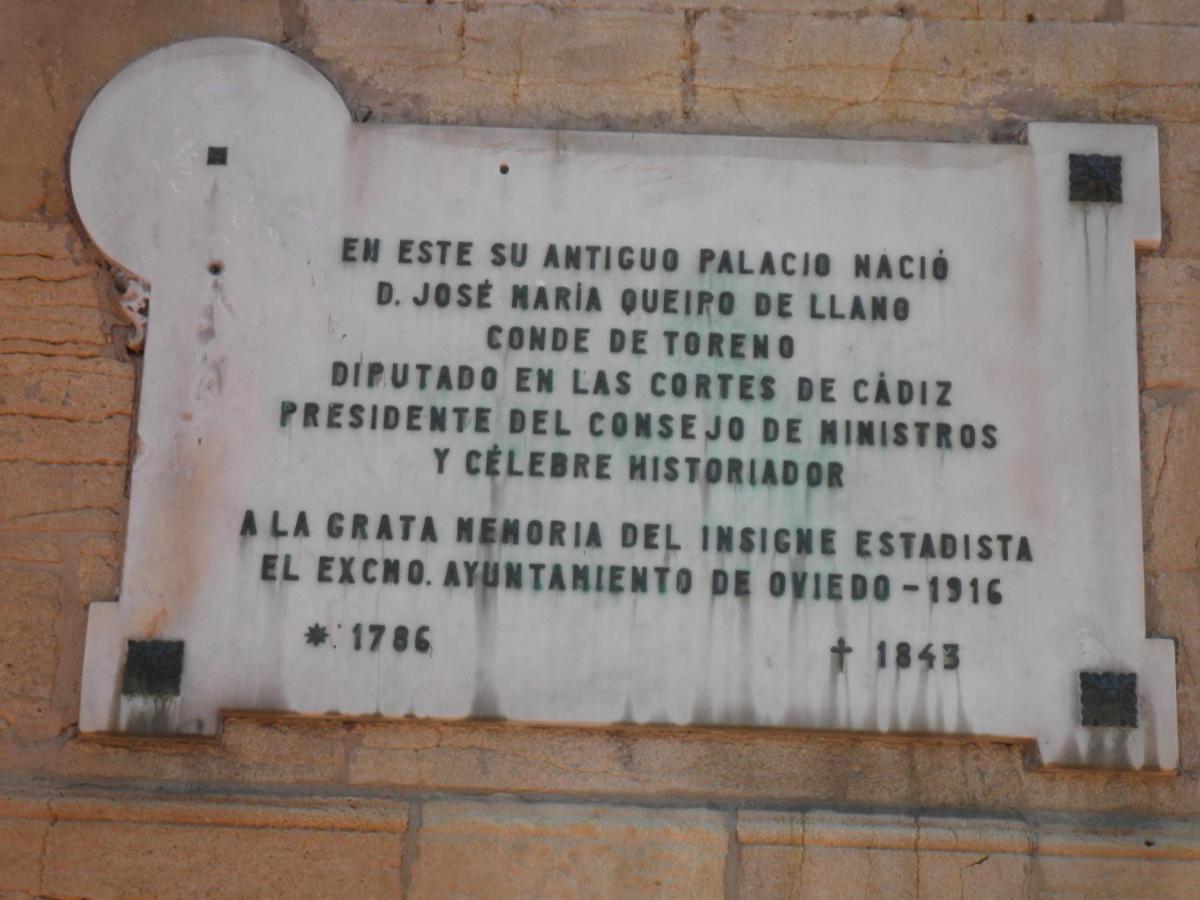 EN ESTE SU ANTIGUO PALACIO NACIÓ
D. JOSÉ MARÍA QUEIPO DE LLANO
CONDE DE TORENO
DIPUTADO EN LAS CORTES DE CÁDIZ
PRESIDENTE DEL CONSEJO DE MINISTROS
Y CÉLEBRE HISTORIADOR
A LA GRATA MEMORIA DEL INSIGNE ESTADISTA
EL EXCMO. AYUNTAMIENTO DE OVIEDO - 1916
✷ 1786 † 1843